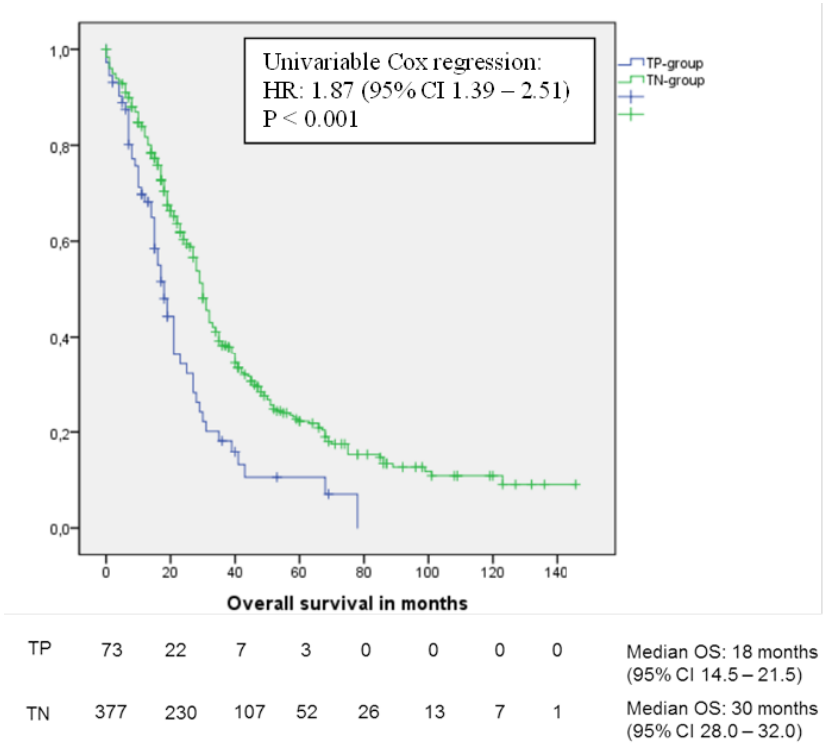 Univariable Cox regression:
HR: 1.87 (95% CI 1.39 – 2.51)
P < 0.001
TP-group
TN-group
1,0
0,8
0,6
0,4
0,2
0,0
0 20 40 60 80 100 120 140
Overall survival in months
TP 73 22 7 3 0 0 0 0
Median OS: 18 months
(95% CI 14.5 – 21.5)
TN 377 230 107 52 26 13 7 1
Median OS: 30 months
(95% CI 28.0 – 32.0)